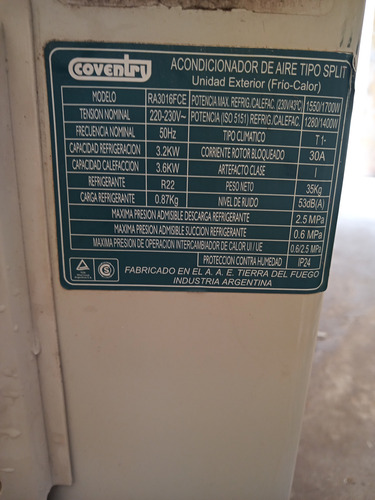 coventry
ACONDICIONADOR DE AIRE TIPO SPLIT
Unidad Exterior (Frío-Calor)
MODELO RA3016FCE POTENCIA MAX. REFRIG./CALEFAC. (230V/43ºC) 1550/1700W
TENSION NOMINAL 220-230V~ POTENCIA (ISO 5151) REFRIG./CALEFAC. 1280/1400W
FRECUENCIA NOMINAL 50Hz TIPO CLIMATICO T 1-
CAPACIDAD REFRIGERACION 3.2KW CORRIENTE ROTOR BLOQUEADO 30A
CAPACIDAD CALEFACCION 3.6KW ARTEFACTO CLASE I
REFRIGERANTE R22 PESO NETO 35Kg
CARGA REFRIGERANTE 0.87Kg NIVEL DE RUIDO 53dB(A)
MAXIMA PRESION ADMISIBLE DESCARGA REFRIGERANTE 2.5 MPa
MAXIMA PRESION ADMISIBLE SUCCION REFRIGERANTE 0.6 MPa
MAXIMA PRESION DE OPERACION INTERCAMBIADOR DE CALOR UI / UE 0.6/2.5 MPa
PROTECCION CONTRA HUMEDAD IP24
FABRICADO EN EL A. A. E. TIERRA DEL FUEGO
INDUSTRIA ARGENTINA